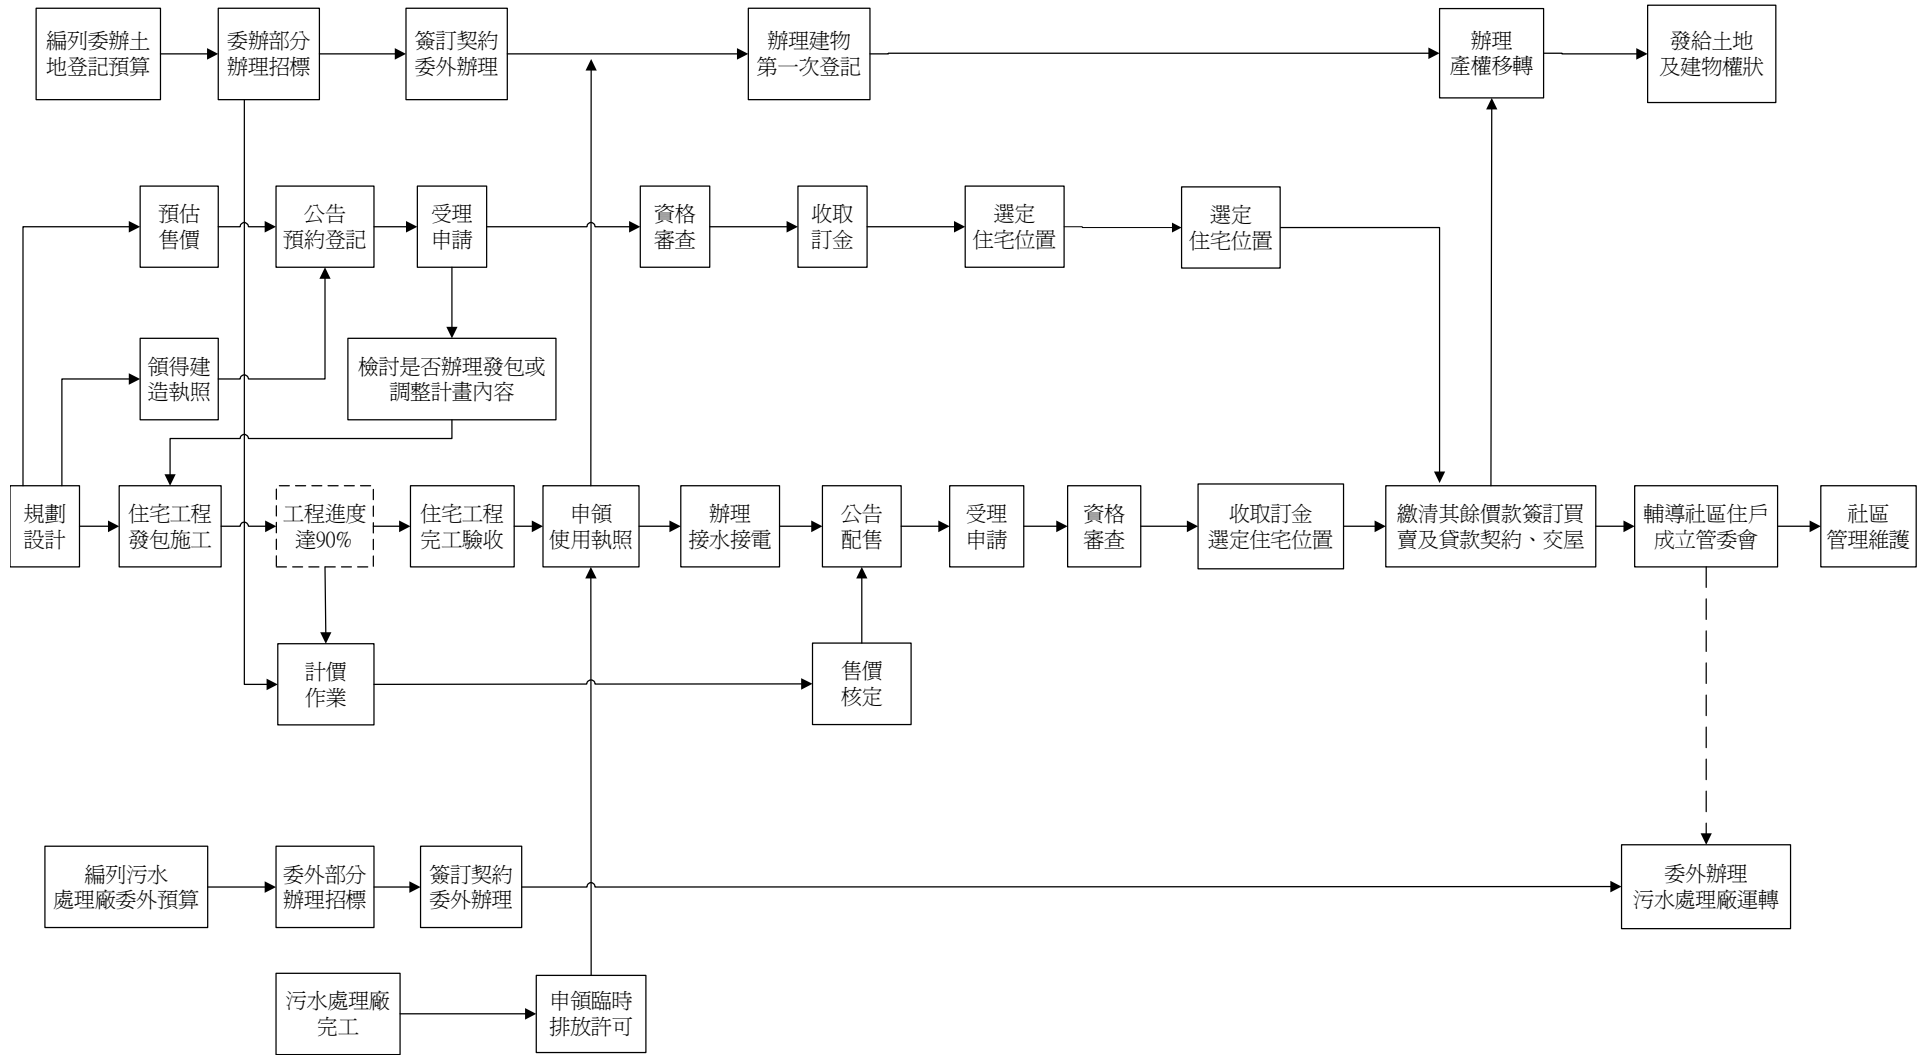 編列委辦土
地登記預算
委辦部分
辦理招標
簽訂契約
委外辦理
辦理建物
第一次登記
辦理
產權移轉
發給土地
及建物權狀
預估
售價
公告
預約登記
受理
申請
資格
審查
收取
訂金
選定
住宅位置
選定
住宅位置
領得建
造執照
檢討是否辦理發包或
調整計畫內容
規劃
設計
住宅工程
發包施工
工程進度
達90%
住宅工程
完工驗收
申領
使用執照
辦理
接水接電
公告
配售
受理
申請
資格
審查
收取訂金
選定住宅位置
繳清其餘價款簽訂買
賣及貸款契約、交屋
輔導社區住戶
成立管委會
社區
管理維護
計價
作業
售價
核定
編列污水
處理廠委外預算
委外部分
辦理招標
簽訂契約
委外辦理
委外辦理
污水處理廠運轉
污水處理廠
完工
申領臨時
排放許可